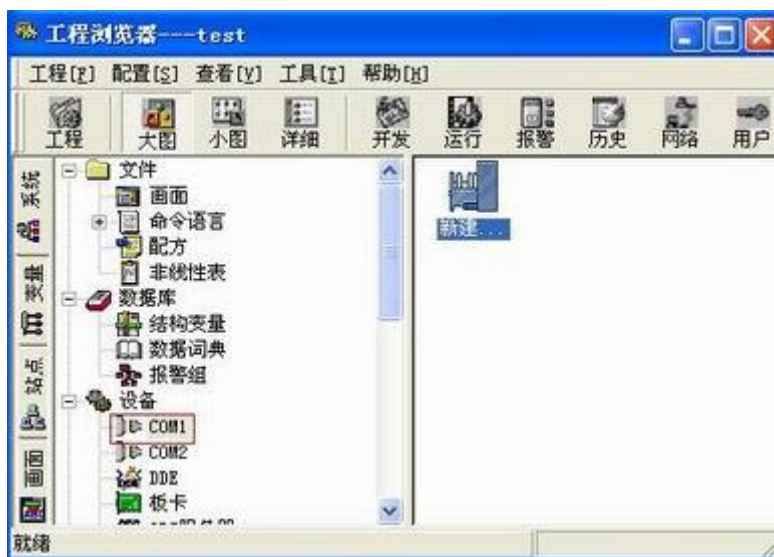 工程浏览器---test
工程[F] 配置[S] 查看[V] 工具[T] 帮助[H]
工程 大图 小图 详细 开发 运行 报警 历史 网络 用户
系统
变量
站点
画面
文件
画面
命令语言
配方
非线性表
数据库
结构变量
数据词典
报警组
设备
COM1
COM2
DDE
板卡
新建...
就绪